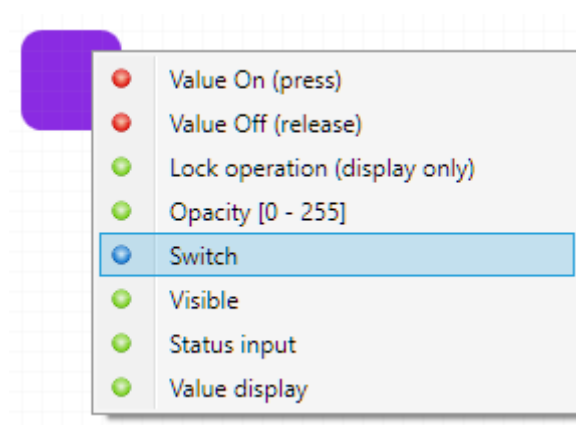 Value On (press)
Value Off (release)
Lock operation (display only)
Opacity [0 - 255]
Switch
Visible
Status input
Value display